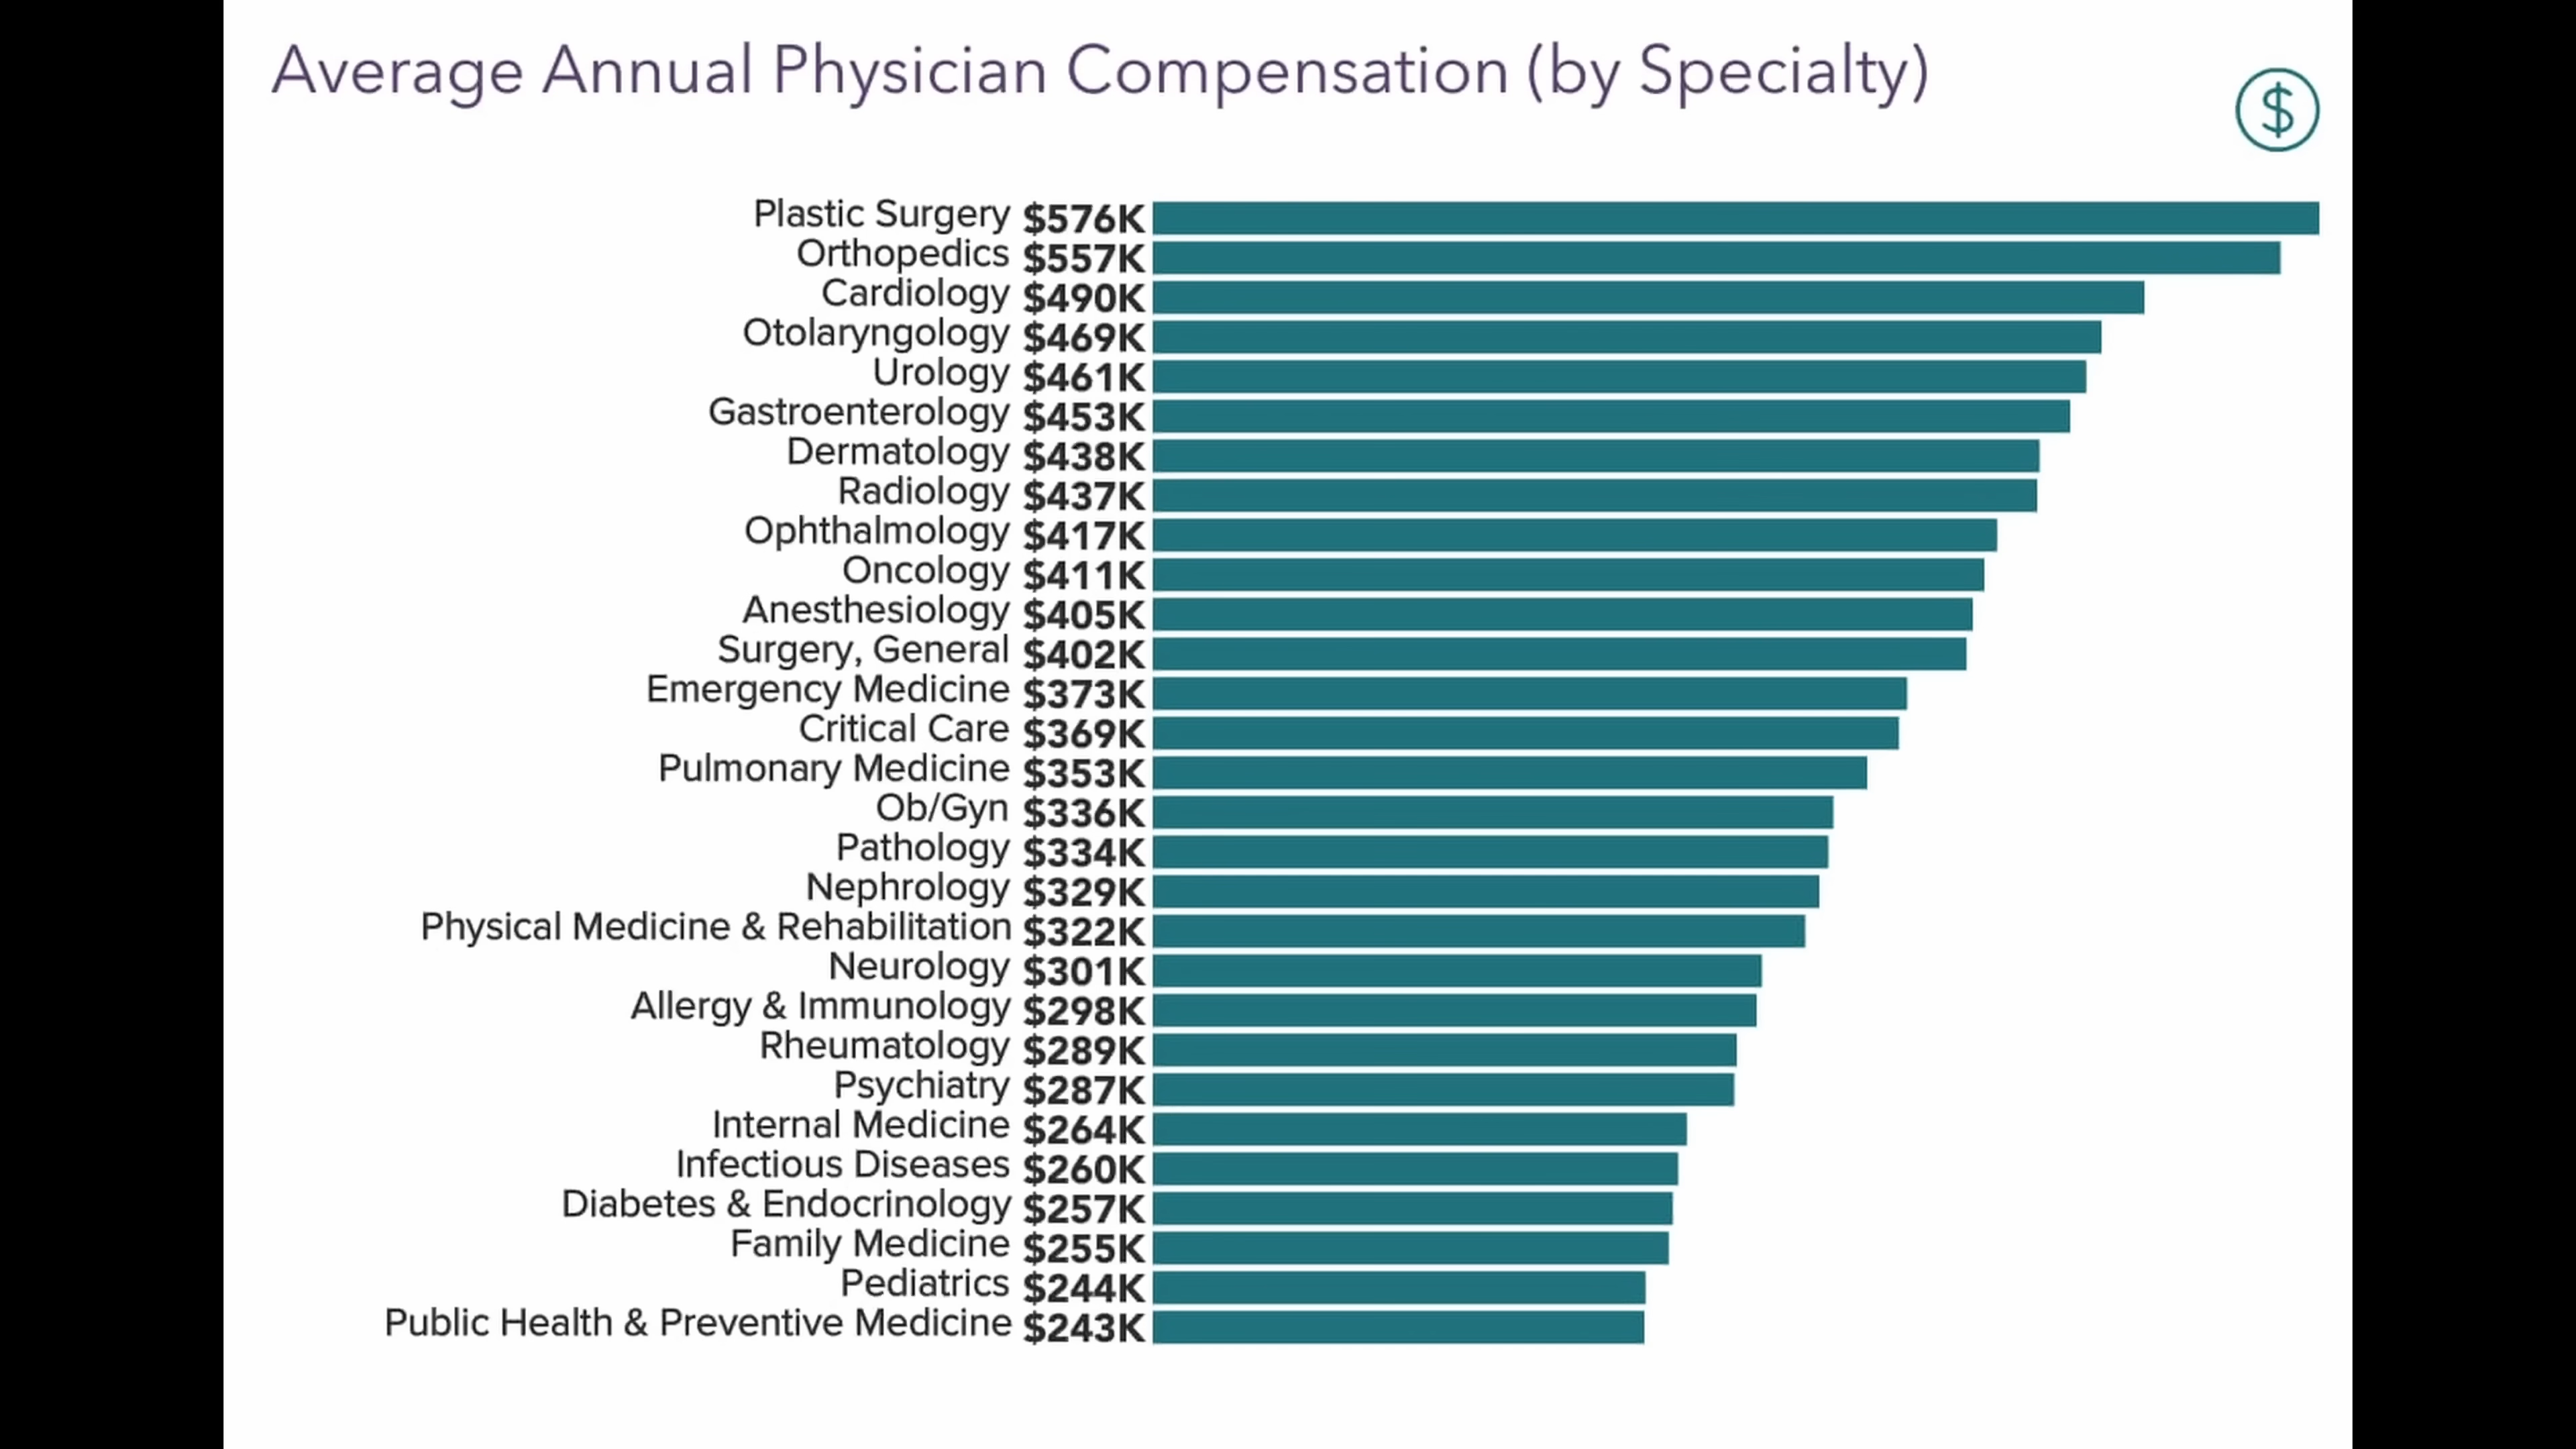 Average Annual Physician Compensation (by Specialty)
$
Plastic Surgery $576K
Orthopedics $557K
Cardiology $490K
Otolaryngology $469K
Urology $461K
Gastroenterology $453K
Dermatology $438K
Radiology $437K
Ophthalmology $417K
Oncology $411K
Anesthesiology $405K
Surgery, General $402K
Emergency Medicine $373K
Critical Care $369K
Pulmonary Medicine $353K
Ob/Gyn $336K
Pathology $334K
Nephrology $329K
Physical Medicine & Rehabilitation $322K
Neurology $301K
Allergy & Immunology $298K
Rheumatology $289K
Psychiatry $287K
Internal Medicine $264K
Infectious Diseases $260K
Diabetes & Endocrinology $257K
Family Medicine $255K
Pediatrics $244K
Public Health & Preventive Medicine $243K